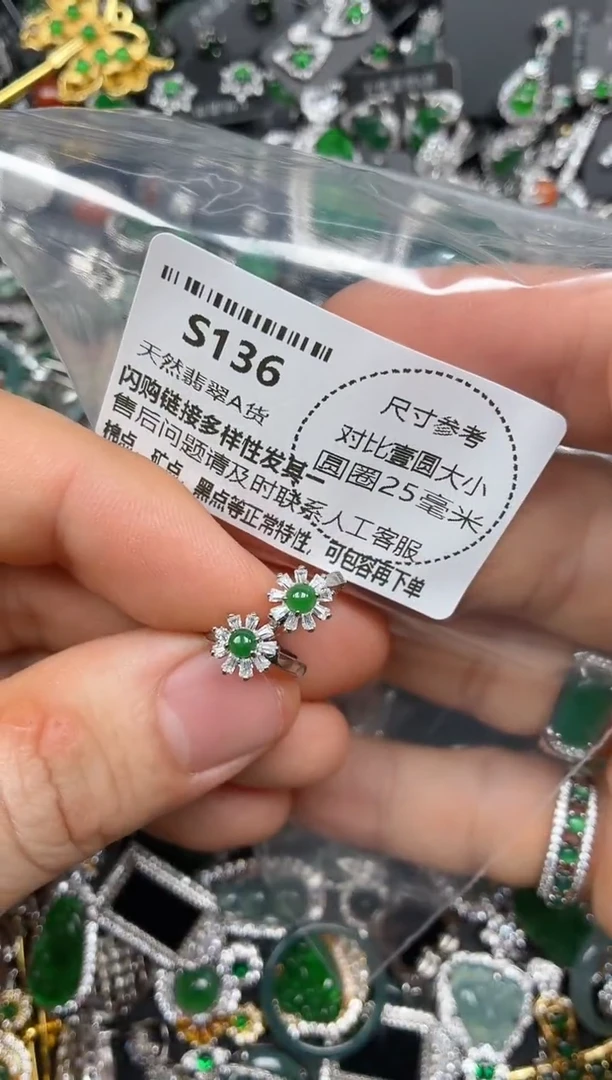 S136
天然翡翠A货
闪购链接多样性发其一
售后问题请及时联系人工客服
棉点、矿点、黑点等正常特性，可包容再下单
尺寸参考
对比壹圆大小
圆圈25毫米